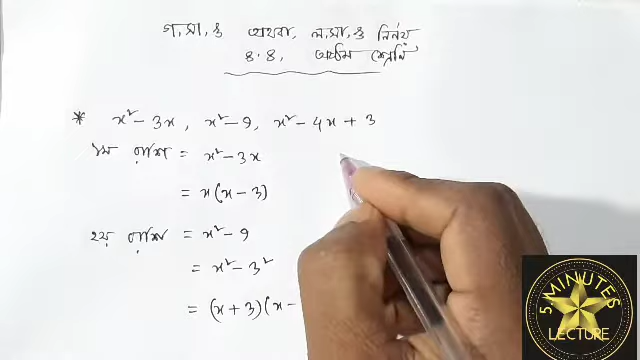 গ.সা.গু অথবা ল.সা.গু নির্ণয়
৪.৪, অষ্টম শ্রেণি
* x² - 3x , x² - 9, x² - 4x + 3
১ম রাশি = x² - 3x
= x(x - 3)
২য় রাশি = x² - 9
= x² - 3²
= (x + 3)(x -
5 MINUTES LECTURE